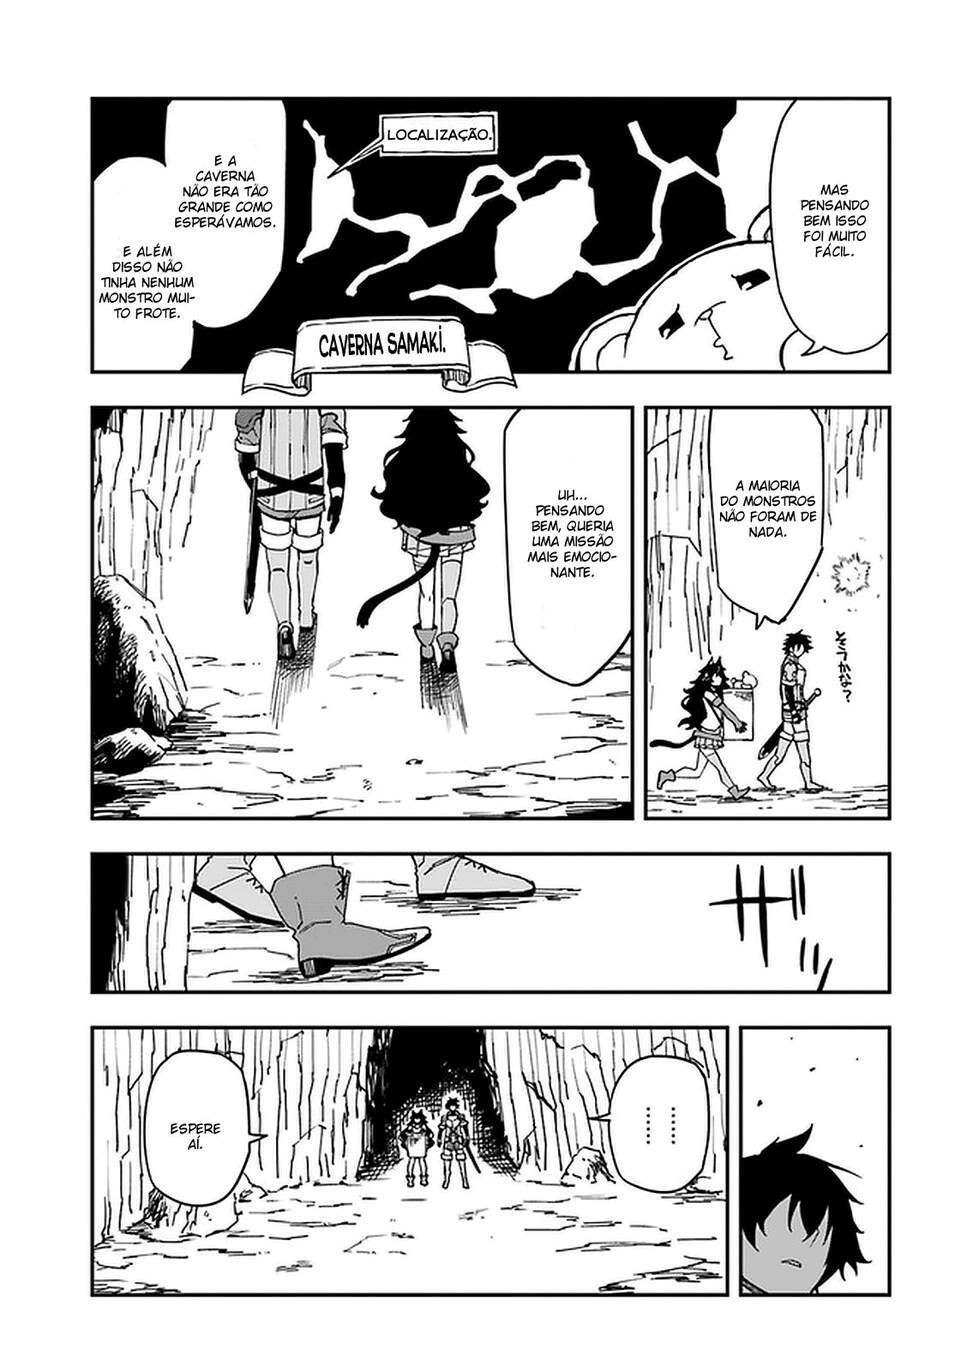 MAS
PENSANDO
BEM ISSO
FOI MUITO
FÁCIL.
LOCALIZAÇÃO.
E A
CAVERNA
NÃO ERA TÃO
GRANDE COMO
ESPERÁVAMOS.
E ALÉM
DISSO NÃO
TINHA NENHUM
MONSTRO MUI-
TO FROTE.
CAVERNA SAMAKI.
A MAIORIA
DO MONSTROS
NÃO FORAM DE
NADA.
そうかな?
UH...
PENSANDO
BEM, QUERIA
UMA MISSÃO
MAIS EMOCIO-
NANTE.
ザッ
......
ESPERE
AÍ.